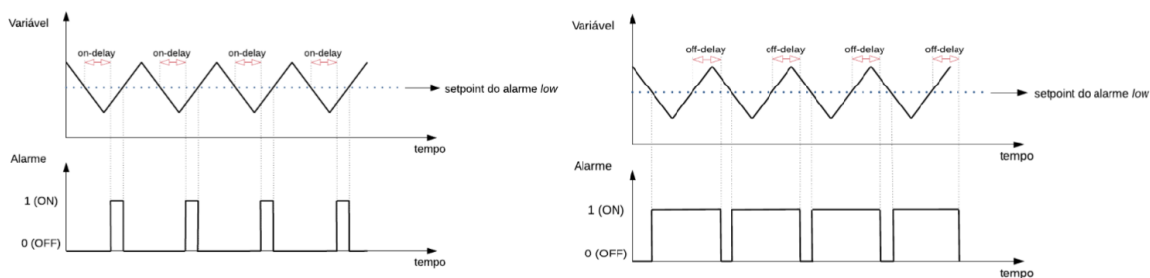 Variável
on-delay on-delay on-delay on-delay
setpoint do alarme low
tempo
Alarme
1 (ON)
0 (OFF)
tempo
Variável
off-delay off-delay off-delay off-delay
setpoint do alarme low
tempo
Alarme
1 (ON)
0 (OFF)
tempo